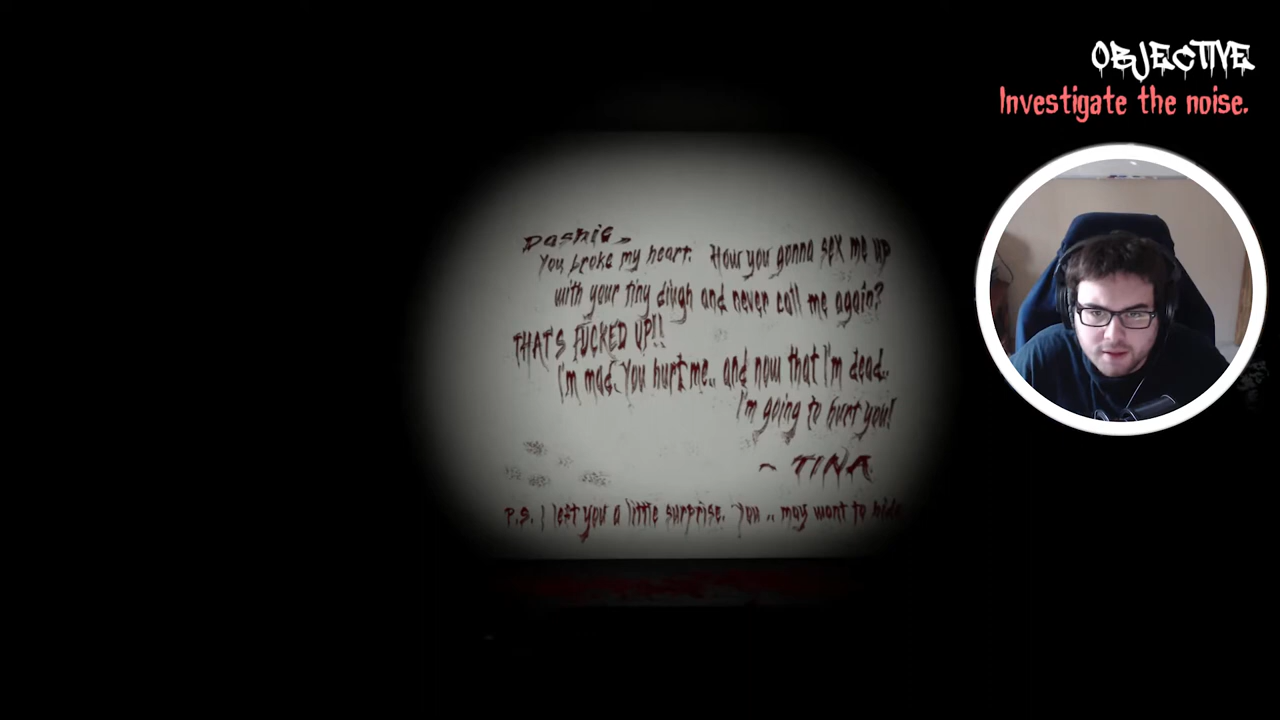 OBJECTIVE
Investigate the noise.
Dashie,
You broke my heart. How you gonna sex me up
with your tiny diugh and never call me again?
THAT'S FUCKED UP!!
I'm mad. You hurt me.. and now that I'm dead..
I'm going to hurt you!
~ TINA
P.S. I left you a little surprise. You .. may want to hide